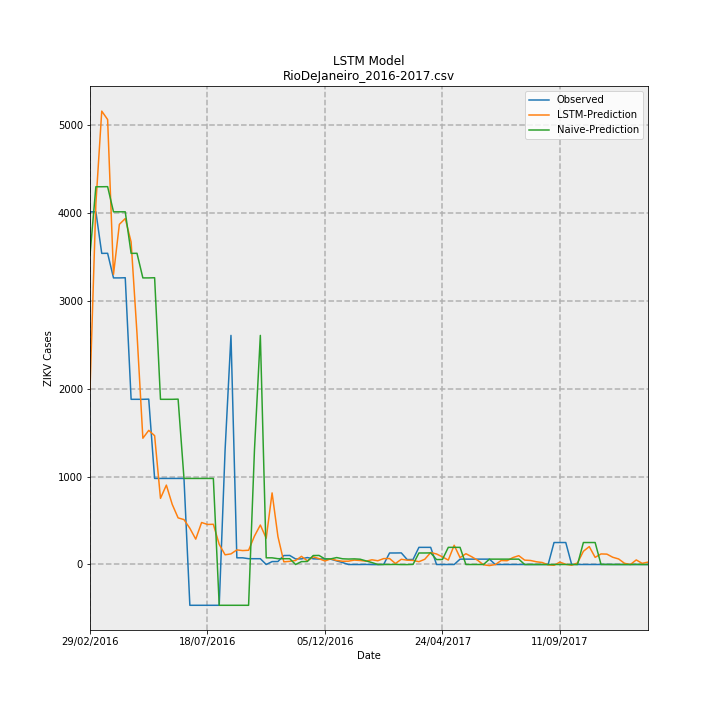 LSTM Model
RioDeJaneiro_2016-2017.csv
Observed
LSTM-Prediction
Naive-Prediction
5000
4000
3000
2000
1000
0
ZIKV Cases
29/02/2016
18/07/2016
05/12/2016
24/04/2017
11/09/2017
Date